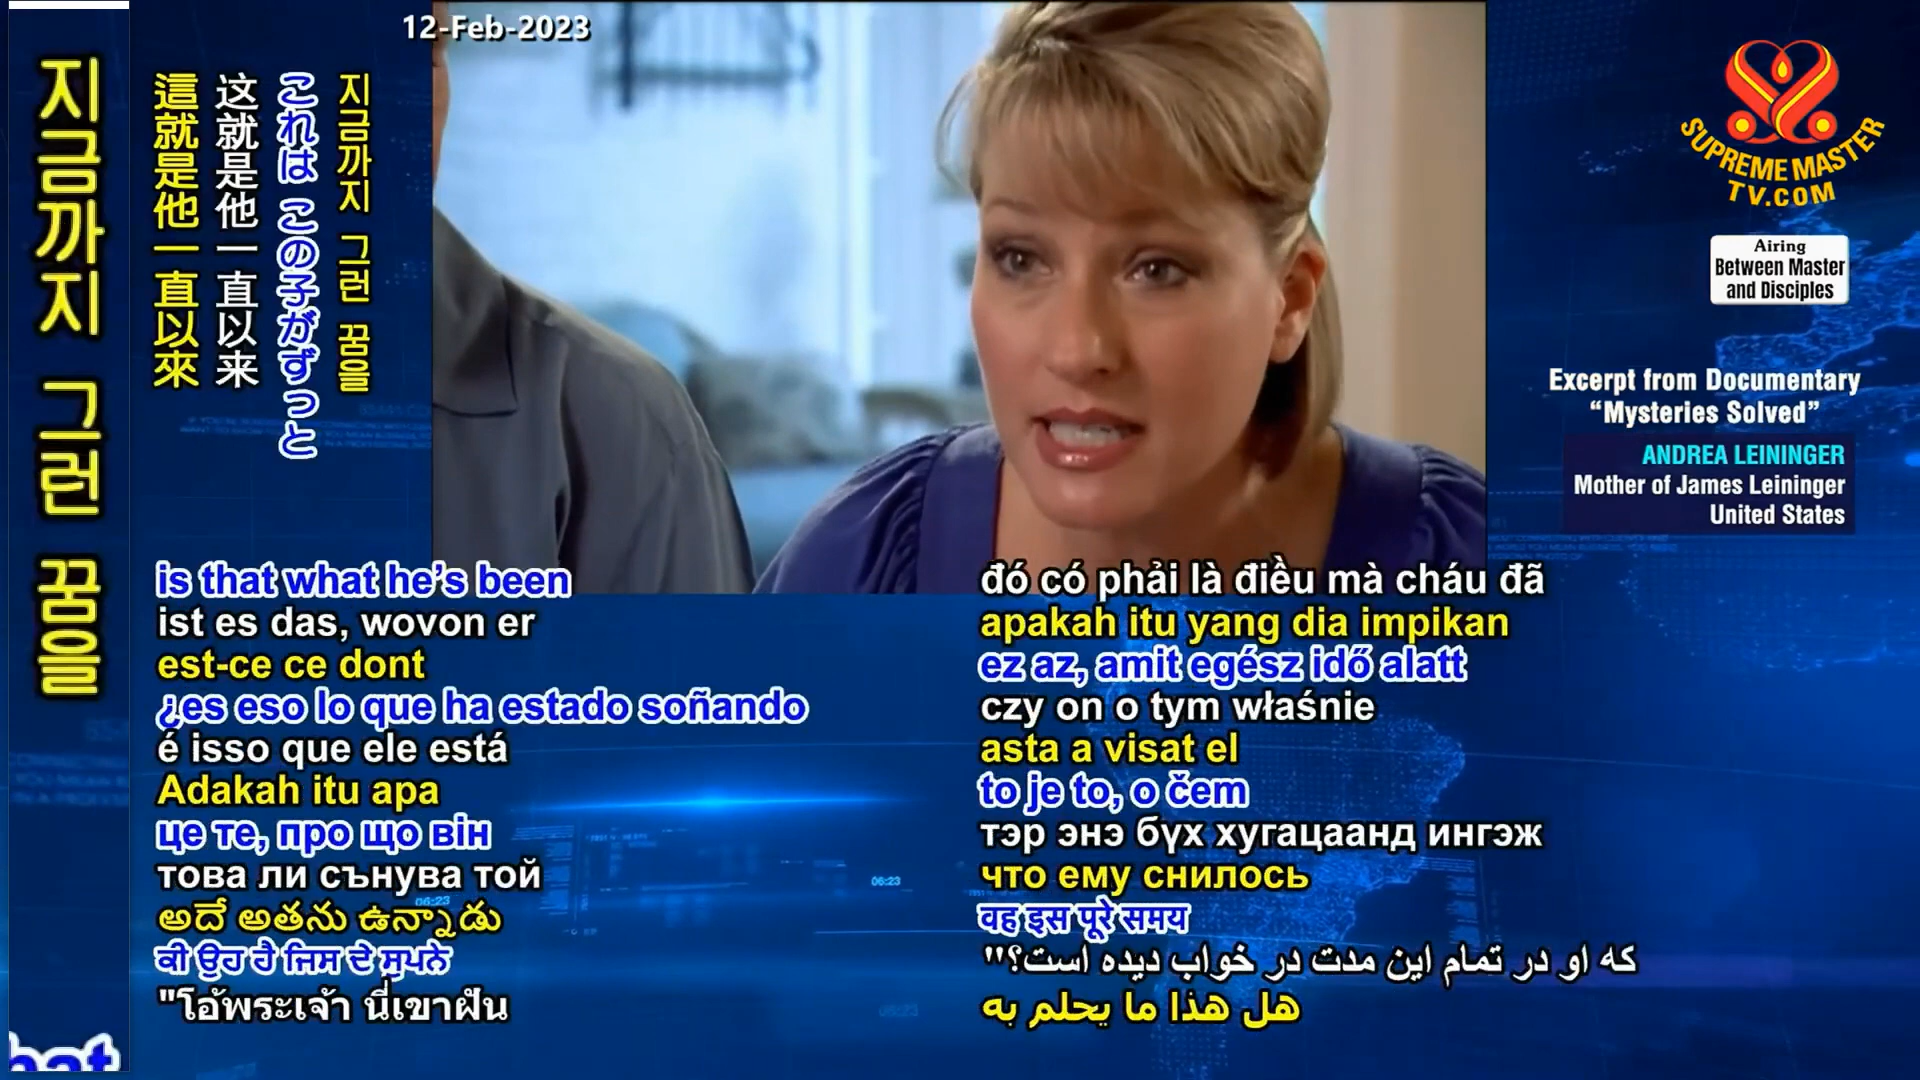 12-Feb-2023
지금까지 그런 꿈을
這就是他一直以來
这就是他一直以来
これは この子がずっと
지금까지 그런 꿈을
SUPREME MASTER
TV.COM
Airing
Between Master
and Disciples
Excerpt from Documentary
“Mysteries Solved”
ANDREA LEININGER
Mother of James Leininger
United States
is that what he’s been
ist es das, wovon er
est-ce ce dont
¿es eso lo que ha estado soñando
é isso que ele está
Adakah itu apa
це те, про що він
това ли сънува той
అదే అతను ఉన్నాడు
ਕੀ ਉਹ ਹੈ ਜਿਸ ਦੇ ਸੁਪਨੇ
"โอ้พระเจ้า นี่เขาฝัน
đó có phải là điều mà cháu đã
apakah itu yang dia impikan
ez az, amit egész idő alatt
czy on o tym właśnie
asta a visat el
to je to, o čem
тэр энэ бүх хугацаанд ингэж
что ему снилось
वह इस पूरे समय
که او در تمام این مدت در خواب دیده است؟"
هل هذا ما يحلم به
06:23
06:23
06:23